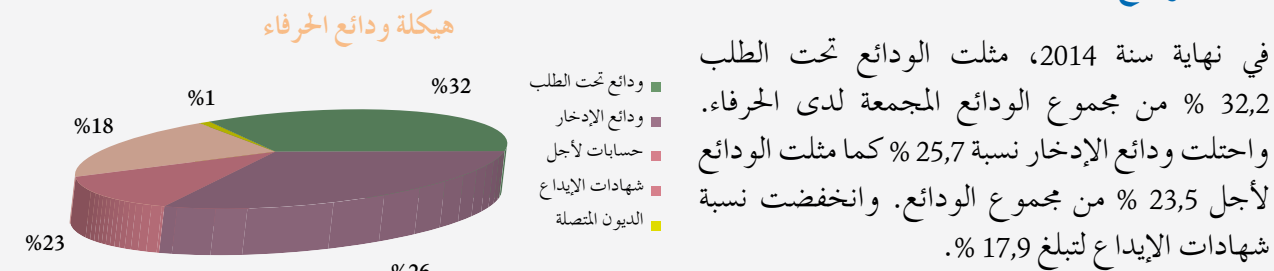 في نهاية سنة 2014، مثلت الودائع تحت الطلب
32,2 % من مجموع الودائع المجمعة لدى الحرفاء.
واحتلت ودائع الإدخار نسبة 25,7 % كما مثلت الودائع
لأجل 23,5 % من مجموع الودائع. وانخفضت نسبة
شهادات الإيداع لتبلغ 17,9 %.
هيكلة ودائع الحرفاء
ودائع تحت الطلب
ودائع الإدخار
حسابات لأجل
شهادات الإيداع
الديون المتصلة
%32
%1
%18
%23
%26